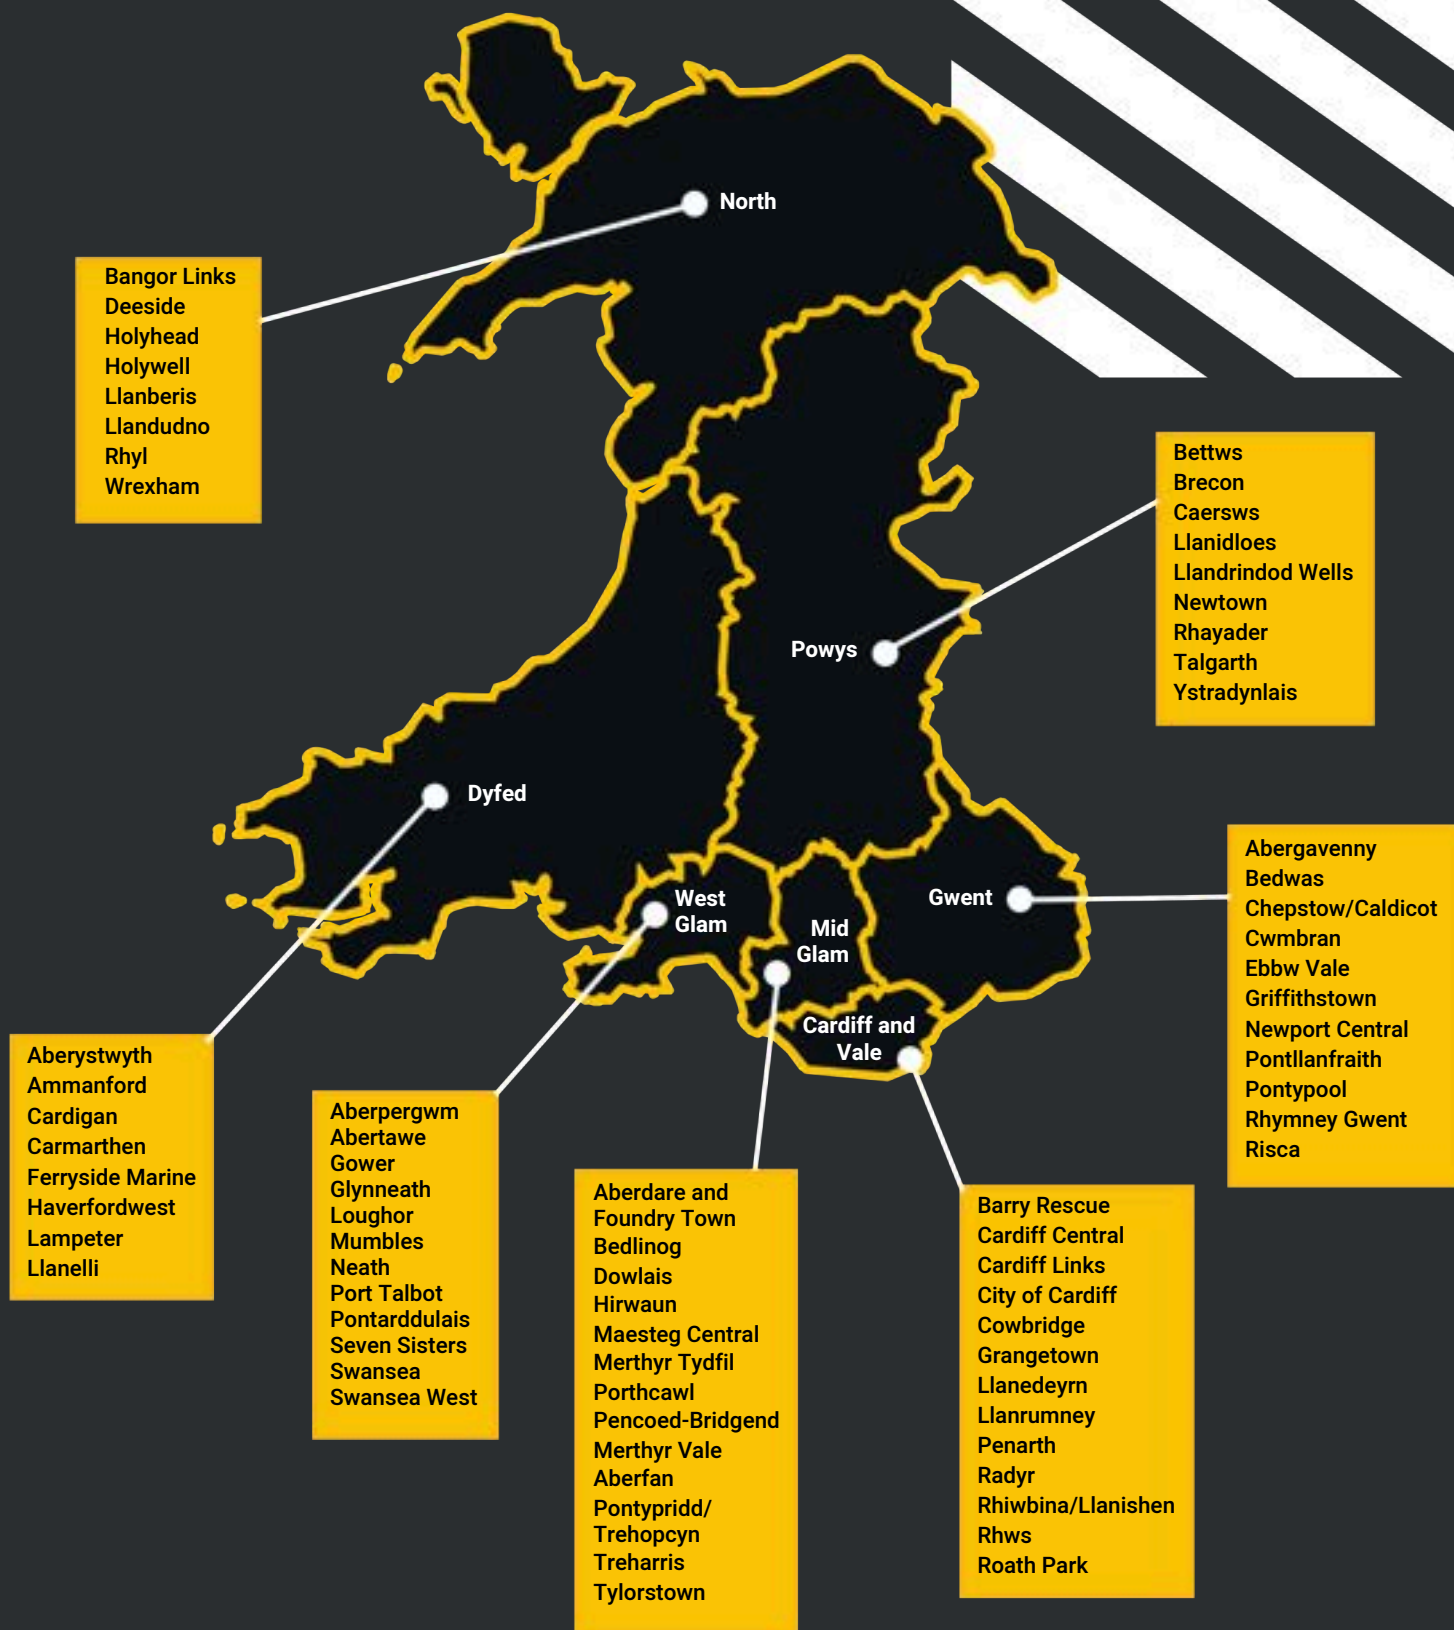 North
Bangor Links
Deeside
Holyhead
Holywell
Llanberis
Llandudno
Rhyl
Wrexham
Powys
Bettws
Brecon
Caersws
Llanidloes
Llandrindod Wells
Newtown
Rhayader
Talgarth
Ystradynlais
Dyfed
Aberystwyth
Ammanford
Cardigan
Carmarthen
Ferryside Marine
Haverfordwest
Lampeter
Llanelli
West
Glam
Aberpergwm
Abertawe
Gower
Glynneath
Loughor
Mumbles
Neath
Port Talbot
Pontarddulais
Seven Sisters
Swansea
Swansea West
Mid
Glam
Aberdare and
Foundry Town
Bedlinog
Dowlais
Hirwaun
Maesteg Central
Merthyr Tydfil
Porthcawl
Pencoed-Bridgend
Merthyr Vale
Aberfan
Pontypridd/
Trehopcyn
Treharris
Tylorstown
Cardiff and
Vale
Barry Rescue
Cardiff Central
Cardiff Links
City of Cardiff
Cowbridge
Grangetown
Llanedeyrn
Llanrumney
Penarth
Radyr
Rhiwbina/Llanishen
Rhws
Roath Park
Gwent
Abergavenny
Bedwas
Chepstow/Caldicot
Cwmbran
Ebbw Vale
Griffithstown
Newport Central
Pontllanfraith
Pontypool
Rhymney Gwent
Risca